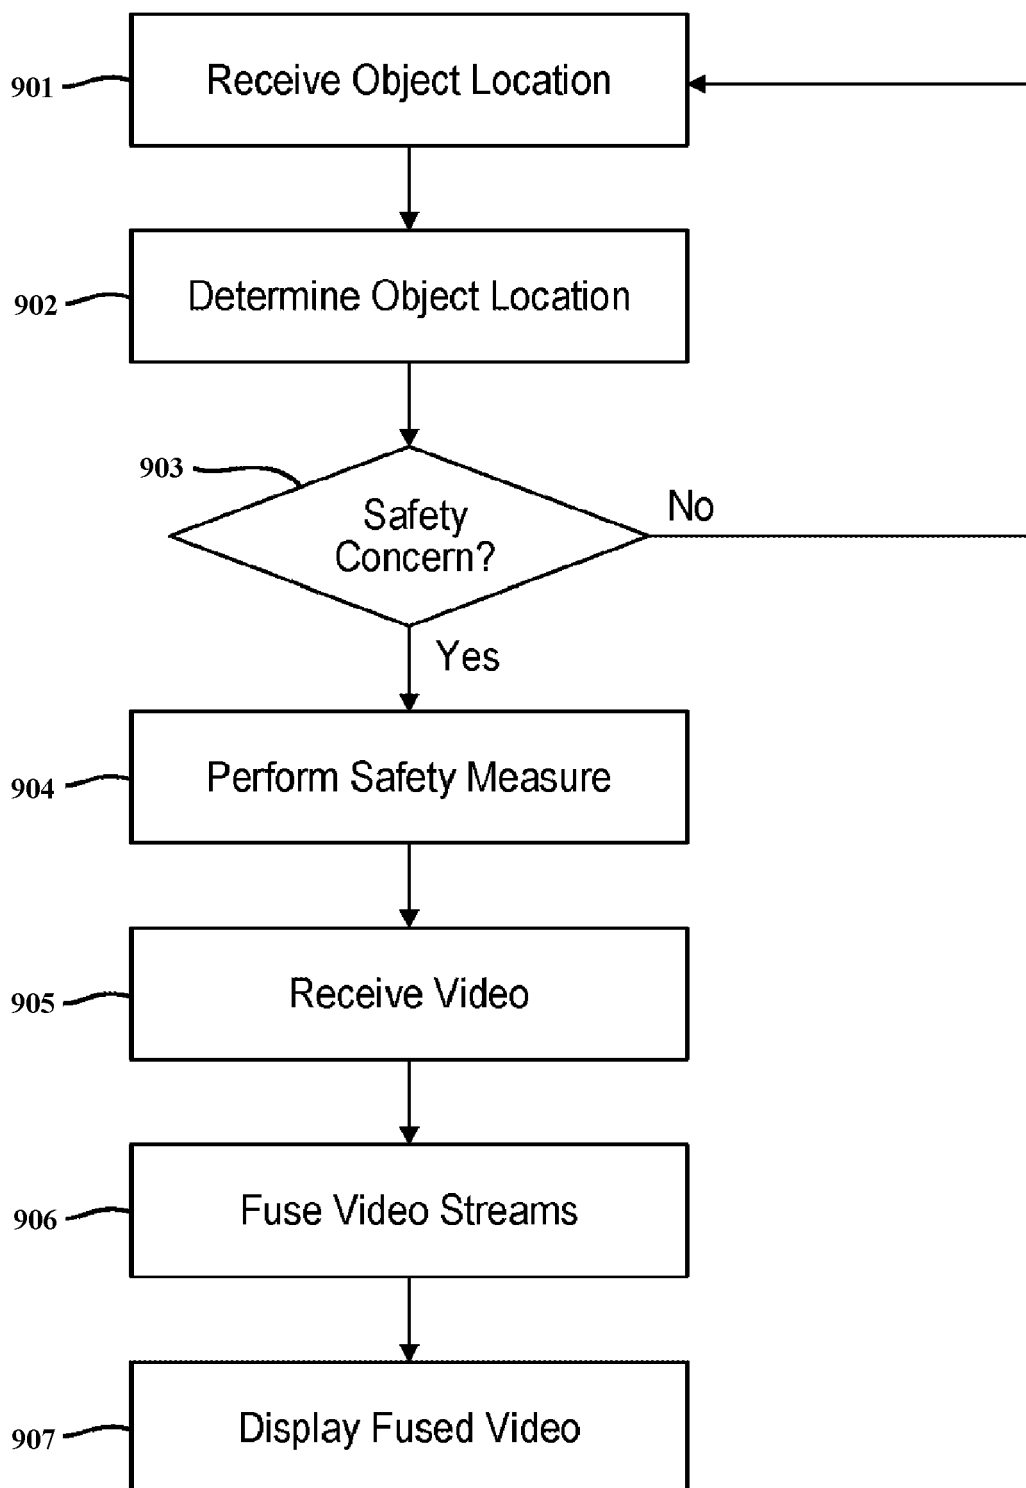 901
Receive Object Location
902
Determine Object Location
903
Safety
Concern?
No
Yes
904
Perform Safety Measure
905
Receive Video
906
Fuse Video Streams
907
Display Fused Video